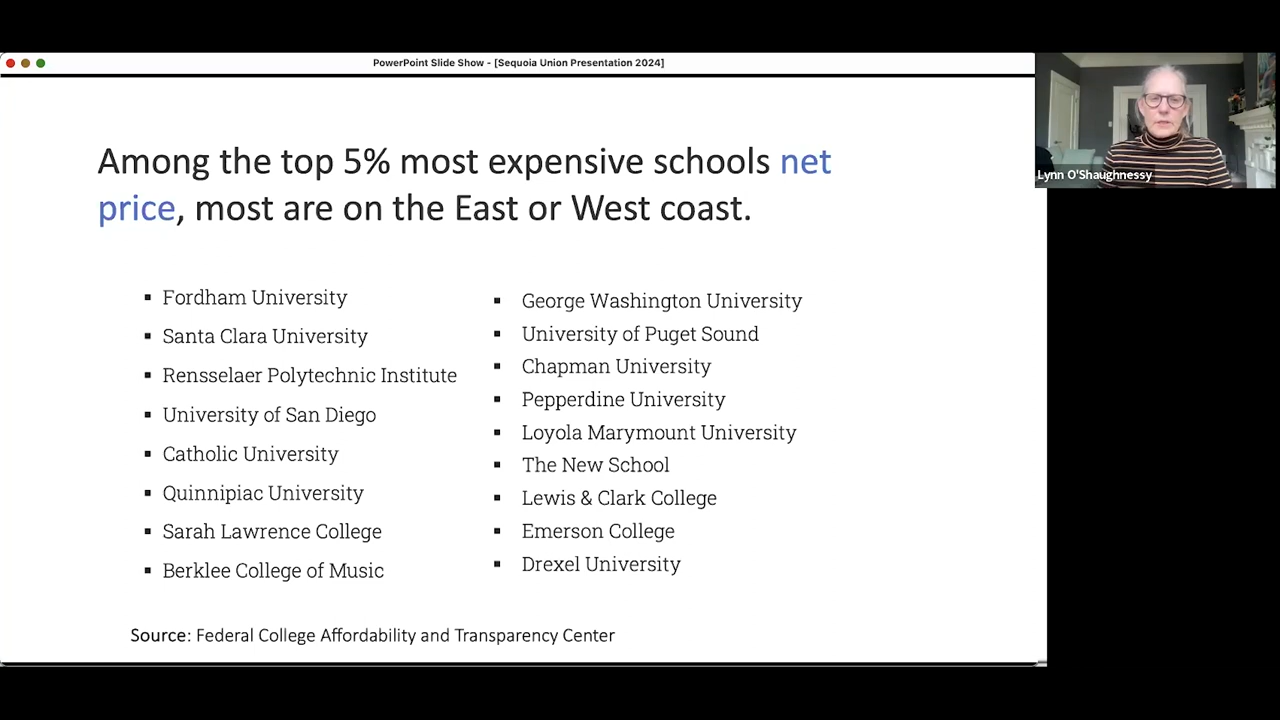 PowerPoint Slide Show - [Sequoia Union Presentation 2024]
Lynn O'Shaughnessy
Among the top 5% most expensive schools net
price, most are on the East or West coast.
▪ Fordham University
▪ Santa Clara University
▪ Rensselaer Polytechnic Institute
▪ University of San Diego
▪ Catholic University
▪ Quinnipiac University
▪ Sarah Lawrence College
▪ Berklee College of Music
▪ George Washington University
▪ University of Puget Sound
▪ Chapman University
▪ Pepperdine University
▪ Loyola Marymount University
▪ The New School
▪ Lewis & Clark College
▪ Emerson College
▪ Drexel University
Source: Federal College Affordability and Transparency Center